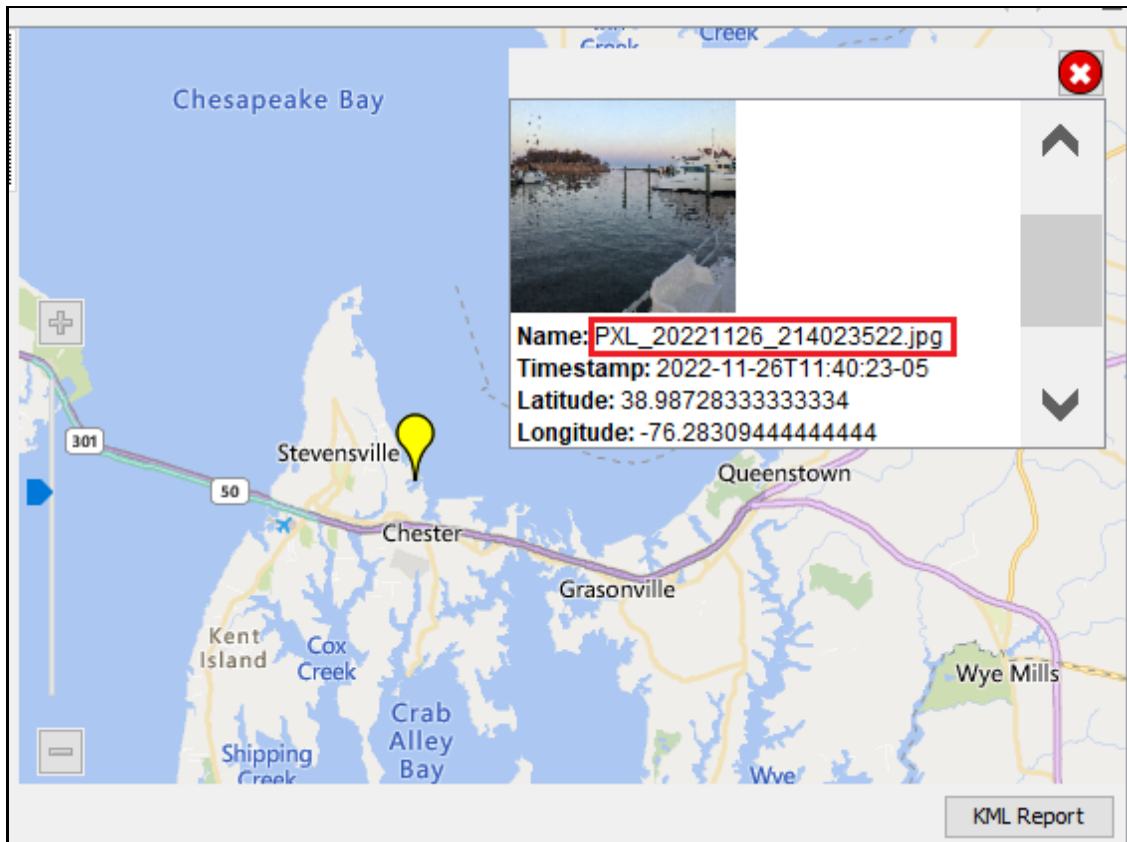 Creek
Creek
Chesapeake Bay
Name: PXL_20221126_214023522.jpg
Timestamp: 2022-11-26T11:40:23-05
Latitude: 38.98728333333334
Longitude: -76.28309444444444
301
Stevensville
50
Queenstown
Chester
Grasonville
Kent
Island
Cox
Creek
Wye Mills
Crab
Alley
Bay
Shipping
Creek
Wye
KML Report